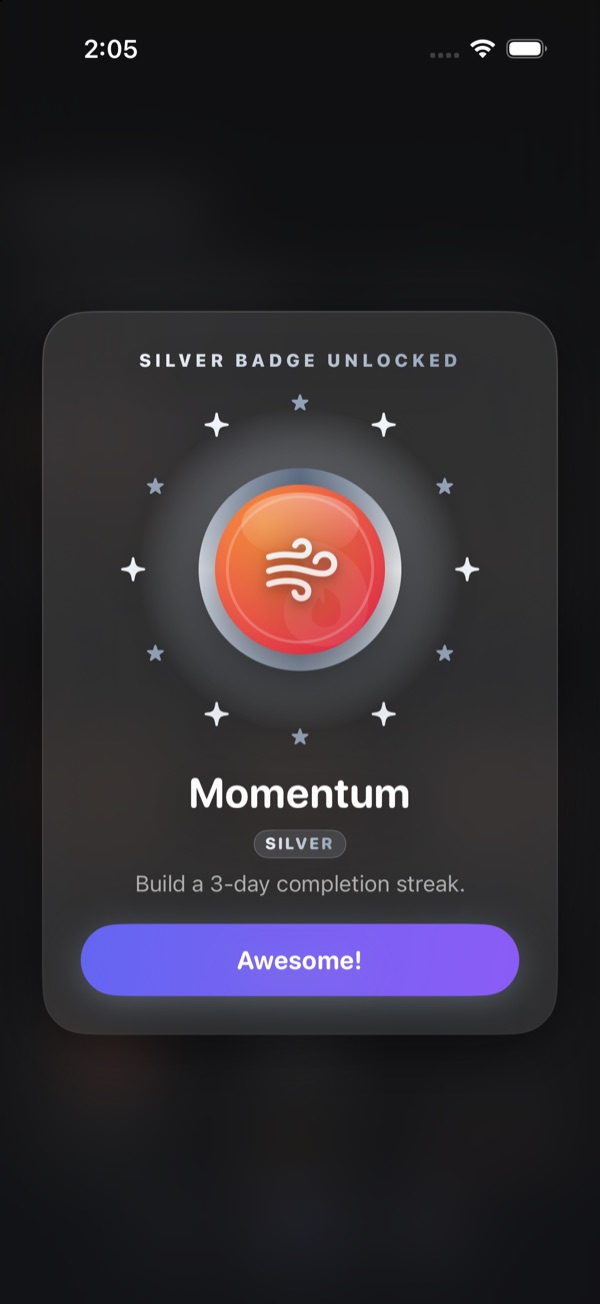 2:05
SILVER BADGE UNLOCKED
Momentum
SILVER
Build a 3-day completion streak.
Awesome!